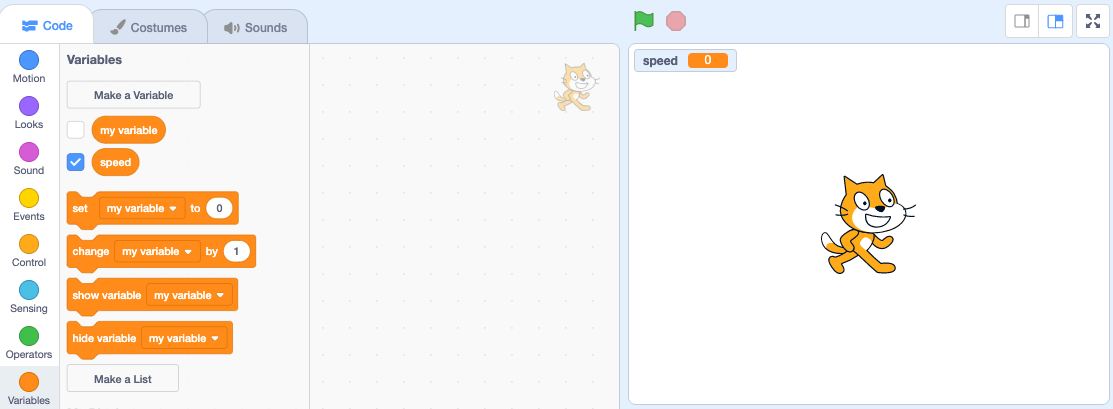 Code
Costumes
Sounds
Motion
Looks
Sound
Events
Control
Sensing
Operators
Variables
Variables
Make a Variable
my variable
speed
set my variable to 0
change my variable by 1
show variable my variable
hide variable my variable
Make a List
speed 0